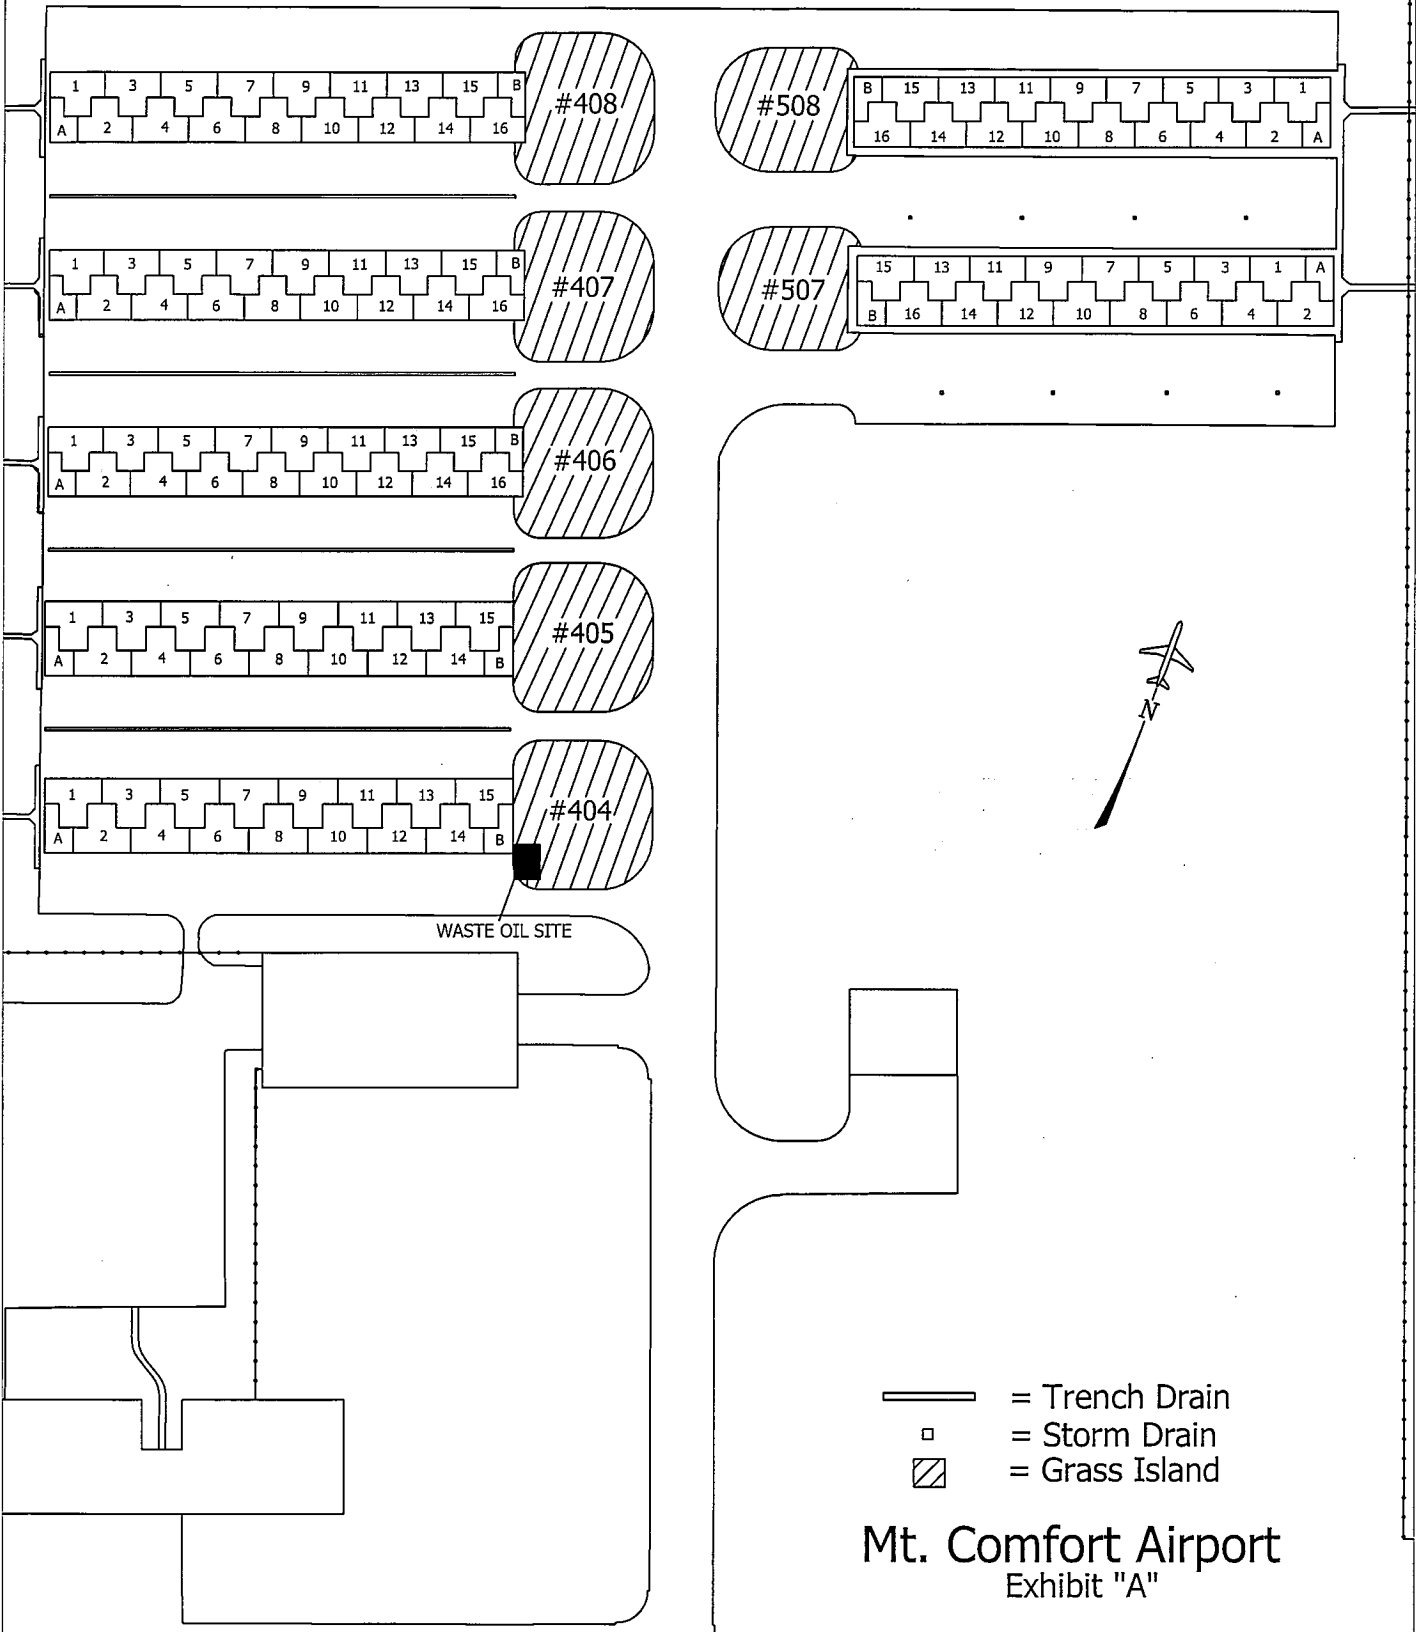 1 3 5 7 9 11 13 15 B
A 2 4 6 8 10 12 14 16
#408
#508
B 15 13 11 9 7 5 3 1
16 14 12 10 8 6 4 2 A
1 3 5 7 9 11 13 15 B
A 2 4 6 8 10 12 14 16
#407
#507
15 13 11 9 7 5 3 1 A
B 16 14 12 10 8 6 4 2
1 3 5 7 9 11 13 15 B
A 2 4 6 8 10 12 14 16
#406
1 3 5 7 9 11 13 15
A 2 4 6 8 10 12 14 B
#405
N
1 3 5 7 9 11 13 15
A 2 4 6 8 10 12 14 B
#404
WASTE OIL SITE
= Trench Drain
= Storm Drain
= Grass Island
Mt. Comfort Airport
Exhibit "A"